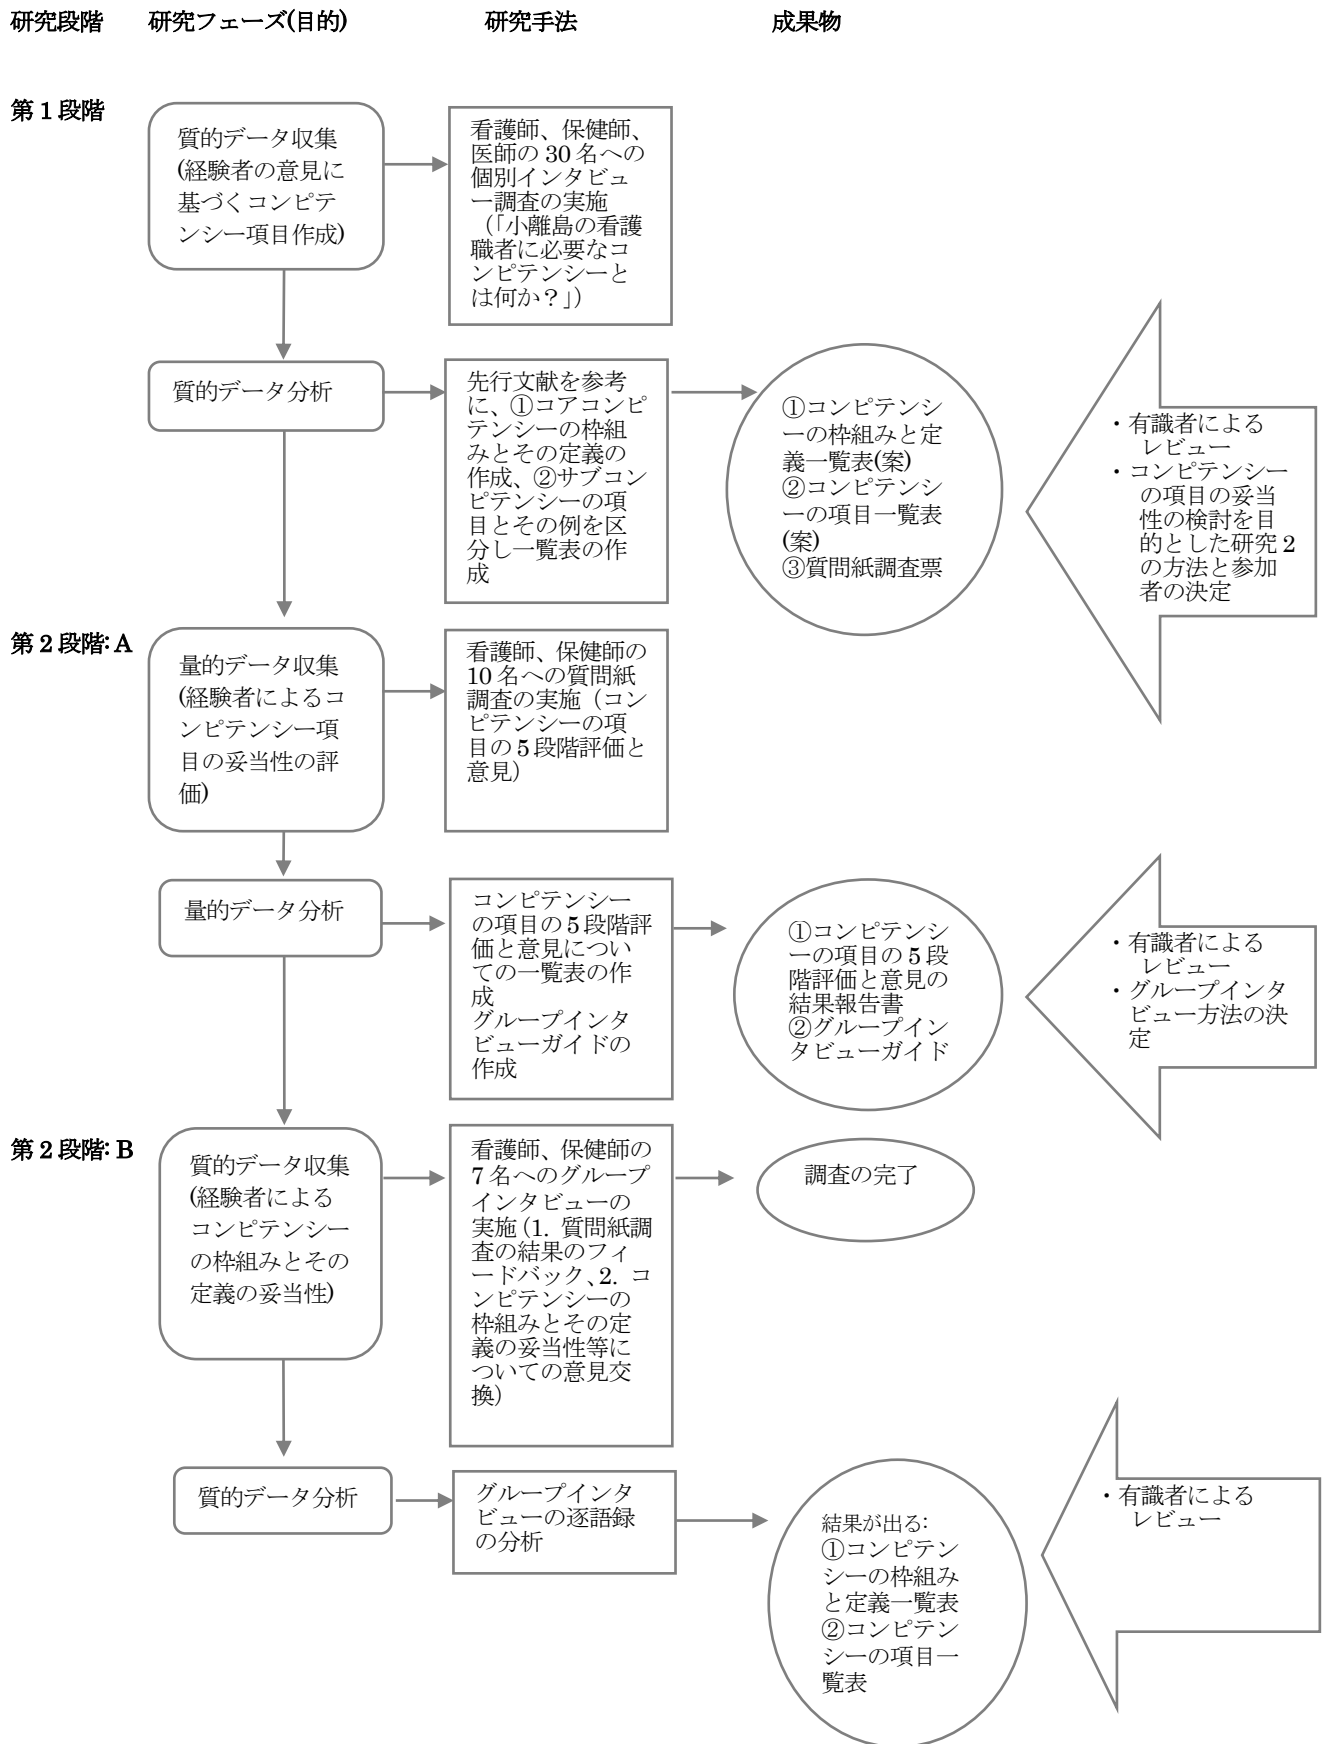 研究段階 研究フェーズ(目的) 研究手法 成果物
第1段階
質的データ収集
(経験者の意見に
基づくコンピテ
ンシー項目作成)
看護師、保健師、
医師の30名への
個別インタビュ
ー調査の実施
(「小離島の看護
職者に必要なコ
ンピテンシーと
は何か?」)
質的データ分析
先行文献を参考
に、①コアコンピ
テンシーの枠組
みとその定義の
作成、②サブコン
ピテンシーの項
目とその例を区
分し一覧表の作
成
①コンピテンシ
ーの枠組みと定
義一覧表(案)
②コンピテンシ
ーの項目一覧表
(案)
③質問紙調査票
・有識者による
レビュー
・コンピテンシー
の項目の妥当
性の検討を目
的とした研究2
の方法と参加
者の決定
第2段階:A
量的データ収集
(経験者によるコ
ンピテンシー項
目の妥当性の評
価)
看護師、保健師の
10名への質問紙
調査の実施(コン
ピテンシーの項
目の5段階評価と
意見)
量的データ分析
コンピテンシー
の項目の5段階評
価と意見につい
ての一覧表の作
成
グループインタ
ビューガイドの
作成
①コンピテンシ
ーの項目の5段
階評価と意見の
結果報告書
②グループイン
タビューガイド
・有識者による
レビュー
・グループインタ
ビュー方法の決
定
第2段階:B
質的データ収集
(経験者による
コンピテンシー
の枠組みとその
定義の妥当性)
看護師、保健師の
7名へのグループ
インタビューの
実施(1. 質問紙調
査の結果のフィ
ードバック、2. コ
ンピテンシーの
枠組みとその定
義の妥当性等に
ついての意見交
換)
調査の完了
質的データ分析
グループインタ
ビューの逐語録
の分析
結果が出る:
①コンピテン
シーの枠組み
と定義一覧表
②コンピテン
シーの項目一
覧表
・有識者による
レビュー